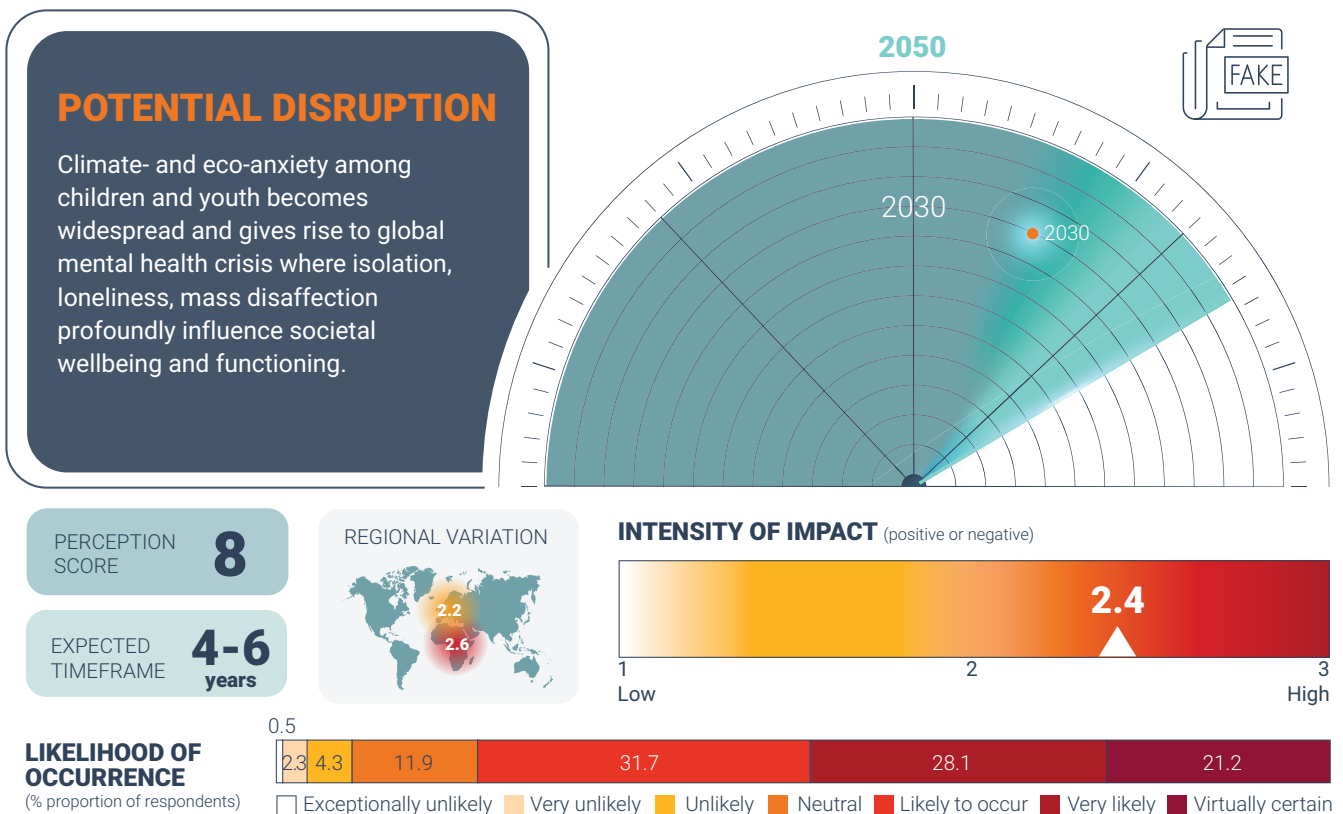 POTENTIAL DISRUPTION
Climate- and eco-anxiety among
children and youth becomes
widespread and gives rise to global
mental health crisis where isolation,
loneliness, mass disaffection
profoundly influence societal
wellbeing and functioning.
2050
2030
2030
FAKE
PERCEPTION
SCORE
8
EXPECTED
TIMEFRAME
4-6
years
REGIONAL VARIATION
2.2
2.6
INTENSITY OF IMPACT (positive or negative)
2.4
1 2 3
Low High
LIKELIHOOD OF
OCCURRENCE
(% proportion of respondents)
0.5
2.3 4.3 11.9 31.7 28.1 21.2
Exceptionally unlikely Very unlikely Unlikely Neutral Likely to occur Very likely Virtually certain